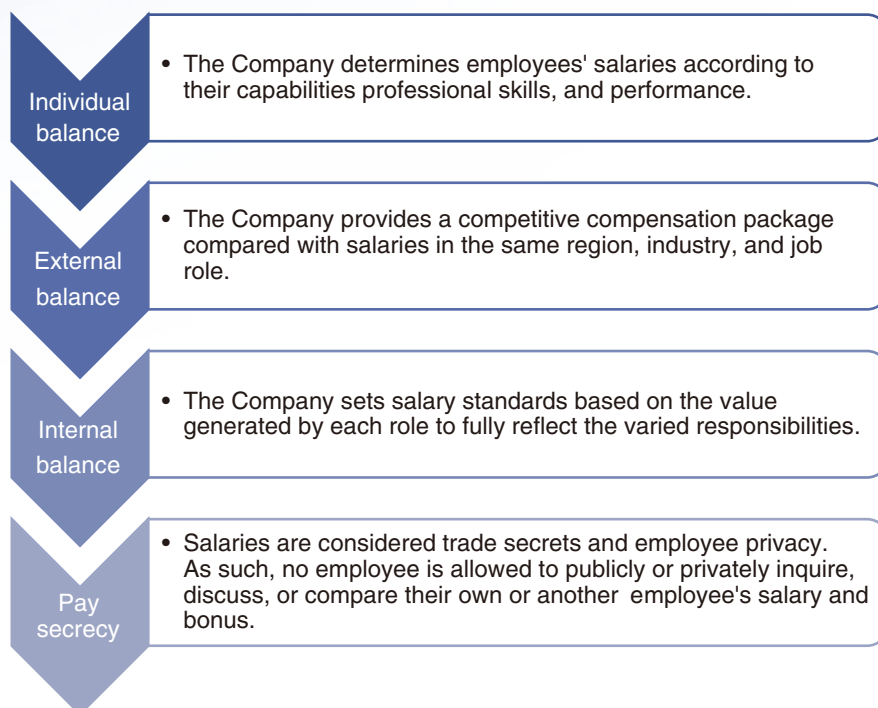 Individual
balance
• The Company determines employees' salaries according to
their capabilities professional skills, and performance.
External
balance
• The Company provides a competitive compensation package
compared with salaries in the same region, industry, and job
role.
Internal
balance
• The Company sets salary standards based on the value
generated by each role to fully reflect the varied responsibilities.
Pay
secrecy
• Salaries are considered trade secrets and employee privacy.
As such, no employee is allowed to publicly or privately inquire,
discuss, or compare their own or another employee's salary and
bonus.